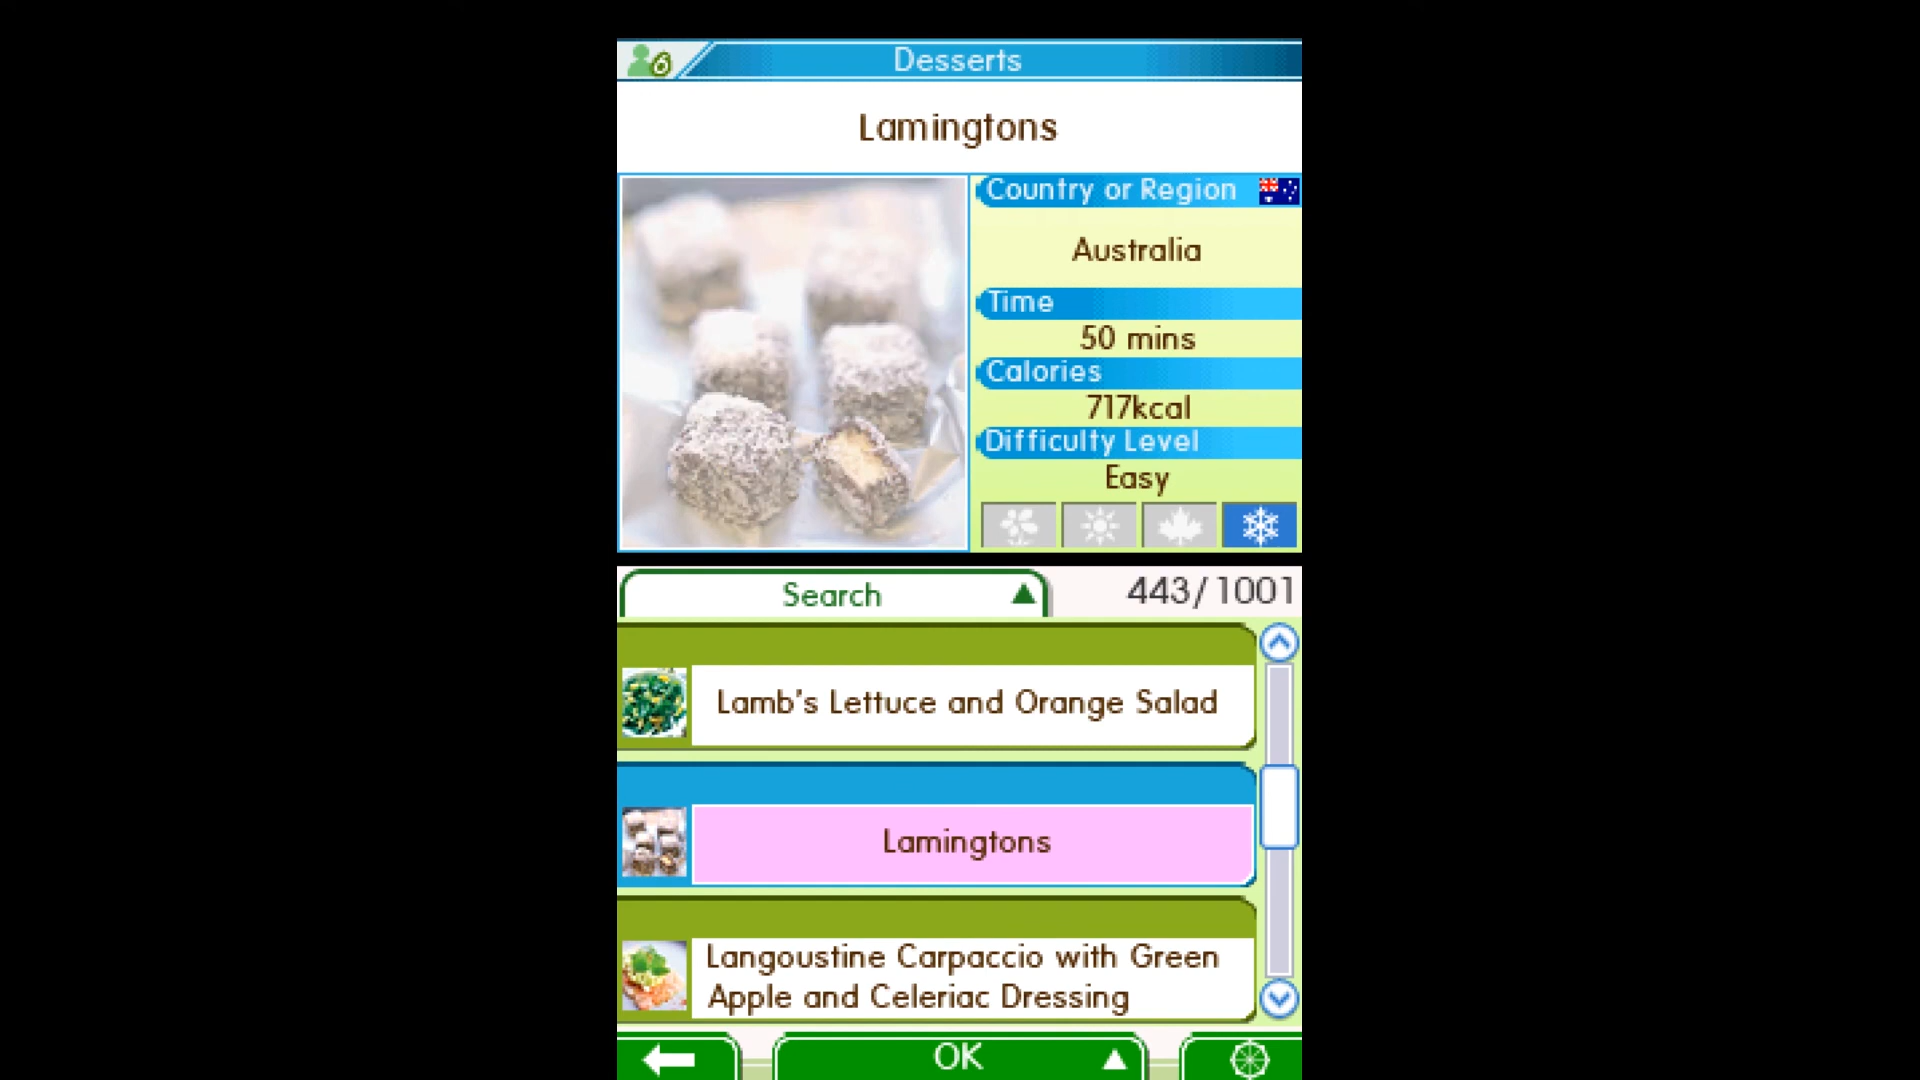 6
Desserts
Lamingtons
Country or Region
Australia
Time
50 mins
Calories
717kcal
Difficulty Level
Easy
Search
443/1001
Lamb's Lettuce and Orange Salad
Lamingtons
Langoustine Carpaccio with Green
Apple and Celeriac Dressing
OK